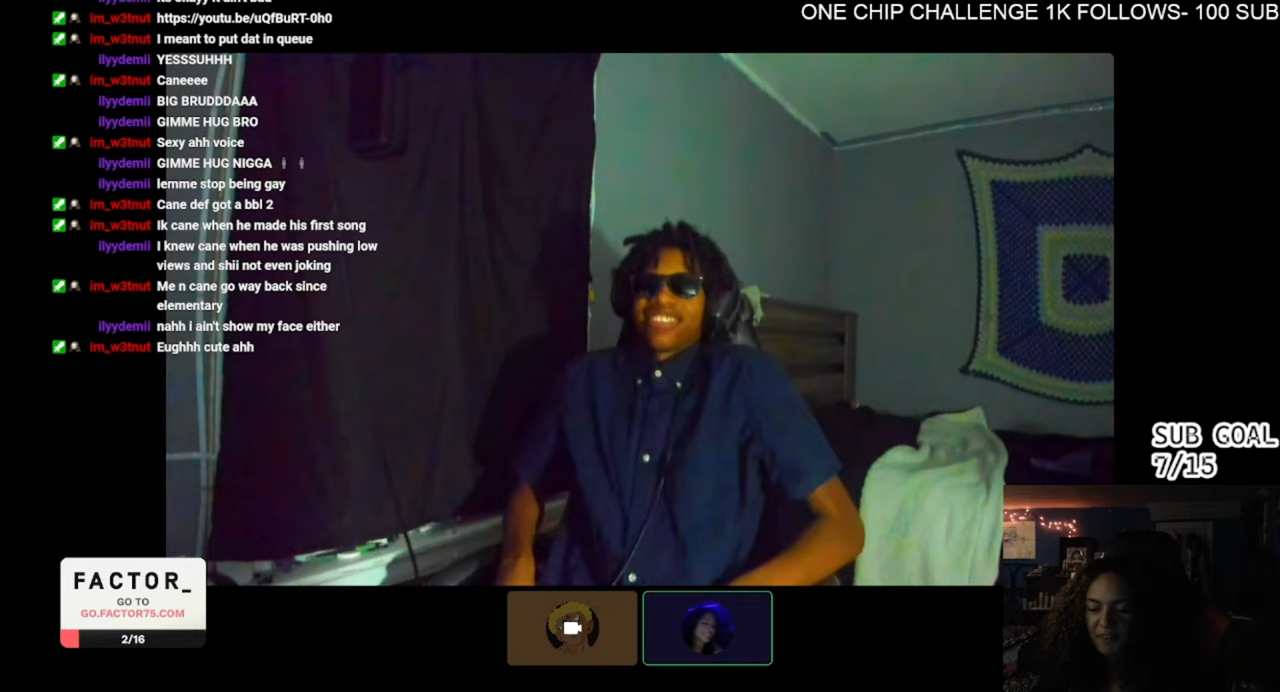 ONE CHIP CHALLENGE 1K FOLLOWS- 100 SUB
im_w3tnut https://youtu.be/uQfBuRT-0h0
im_w3tnut I meant to put dat in queue
ilyydemii YESSSUHHH
im_w3tnut Caneeee
ilyydemii BIG BRUDDDAAA
ilyydemii GIMME HUG BRO
im_w3tnut Sexy ahh voice
ilyydemii GIMME HUG NIGGA
ilyydemii lemme stop being gay
im_w3tnut Cane def got a bbl 2
im_w3tnut Ik cane when he made his first song
ilyydemii I knew cane when he was pushing low
views and shii not even joking
im_w3tnut Me n cane go way back since
elementary
ilyydemii nahh i ain't show my face either
im_w3tnut Eughhh cute ahh
SUB GOAL
7/15
FACTOR_
GO TO
GO.FACTOR75.COM
2/16